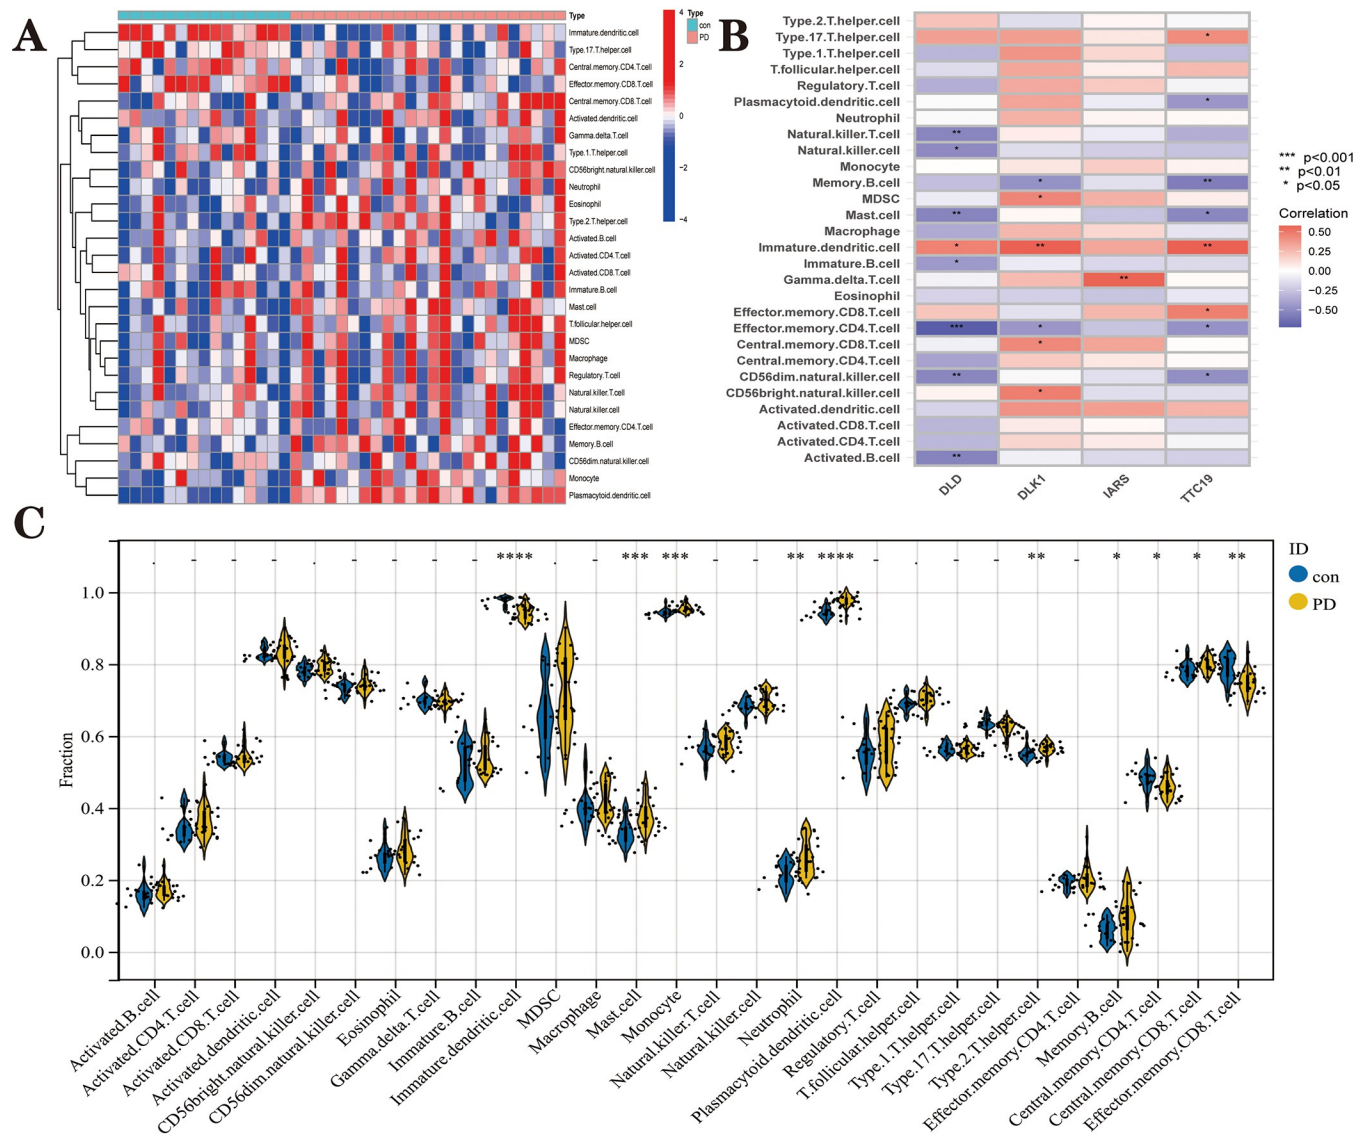 A
Type
Immature.dendritic.cell
Type.17.T.helper.cell
Central.memory.CD4.T.cell
Effector.memory.CD8.T.cell
Central.memory.CD8.T.cell
Activated.dendritic.cell
Gamma.delta.T.cell
Type.1.T.helper.cell
CD56bright.natural.killer.cell
Neutrophil
Eosinophil
Type.2.T.helper.cell
Activated.B.cell
Activated.CD4.T.cell
Activated.CD8.T.cell
Immature.B.cell
Mast.cell
T.follicular.helper.cell
MDSC
Macrophage
Regulatory.T.cell
Natural.killer.T.cell
Natural.killer.cell
Effector.memory.CD4.T.cell
Memory.B.cell
CD56dim.natural.killer.cell
Monocyte
Plasmacytoid.dendritic.cell
4
2
0
−2
−4
Type
con
PD
B
Type.2.T.helper.cell
Type.17.T.helper.cell *
Type.1.T.helper.cell
T.follicular.helper.cell
Regulatory.T.cell
Plasmacytoid.dendritic.cell *
Neutrophil
Natural.killer.T.cell **
Natural.killer.cell *
Monocyte
Memory.B.cell * **
MDSC *
Mast.cell ** *
Macrophage
Immature.dendritic.cell * ** **
Immature.B.cell *
Gamma.delta.T.cell **
Eosinophil
Effector.memory.CD8.T.cell *
Effector.memory.CD4.T.cell *** * *
Central.memory.CD8.T.cell *
Central.memory.CD4.T.cell
CD56dim.natural.killer.cell ** *
CD56bright.natural.killer.cell *
Activated.dendritic.cell
Activated.CD8.T.cell
Activated.CD4.T.cell
Activated.B.cell **
DLD
DLK1
IARS
TTC19
*** p<0.001
** p<0.01
* p<0.05
Correlation
0.50
0.25
0.00
−0.25
−0.50
C
- - - - - - - - **** - *** *** - - ** **** - - - - ** - * * * **
Fraction
1.0
0.8
0.6
0.4
0.2
0.0
Activated.B.cell
Activated.CD4.T.cell
Activated.CD8.T.cell
Activated.dendritic.cell
CD56bright.natural.killer.cell
CD56dim.natural.killer.cell
Eosinophil
Gamma.delta.T.cell
Immature.B.cell
Immature.dendritic.cell
MDSC
Macrophage
Mast.cell
Monocyte
Natural.killer.T.cell
Natural.killer.cell
Neutrophil
Plasmacytoid.dendritic.cell
Regulatory.T.cell
T.follicular.helper.cell
Type.1.T.helper.cell
Type.17.T.helper.cell
Type.2.T.helper.cell
Effector.memory.CD4.T.cell
Memory.B.cell
Central.memory.CD4.T.cell
Central.memory.CD8.T.cell
Effector.memory.CD8.T.cell
ID
con
PD